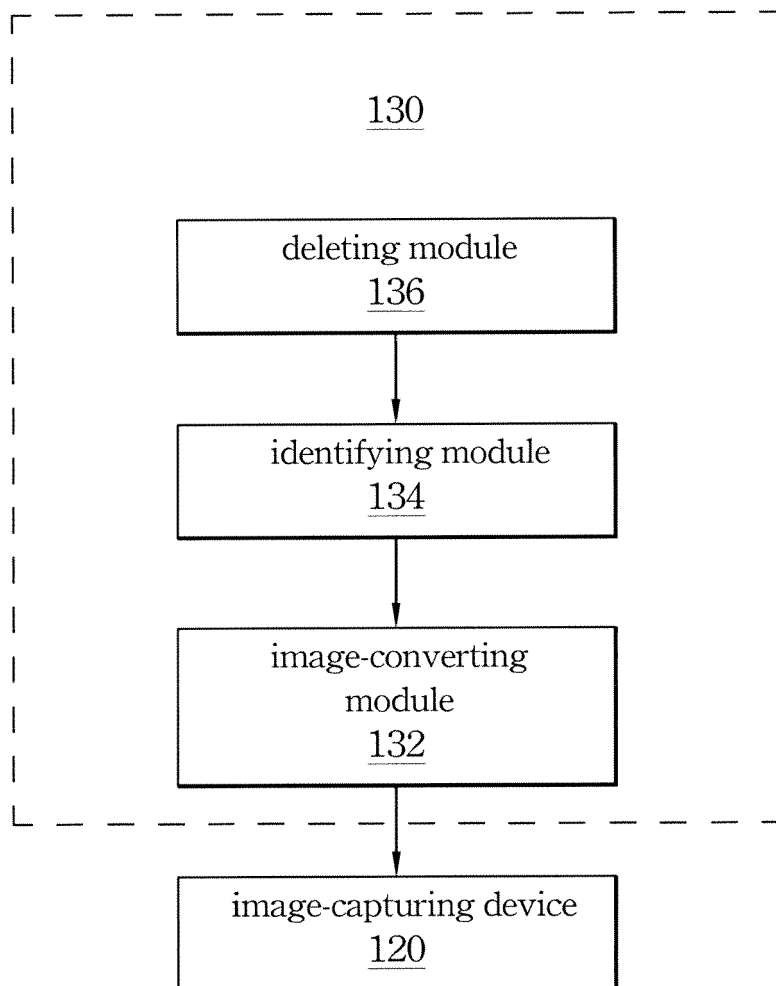 130
deleting module
136
identifying module
134
image-converting
module
132
image-capturing device
120